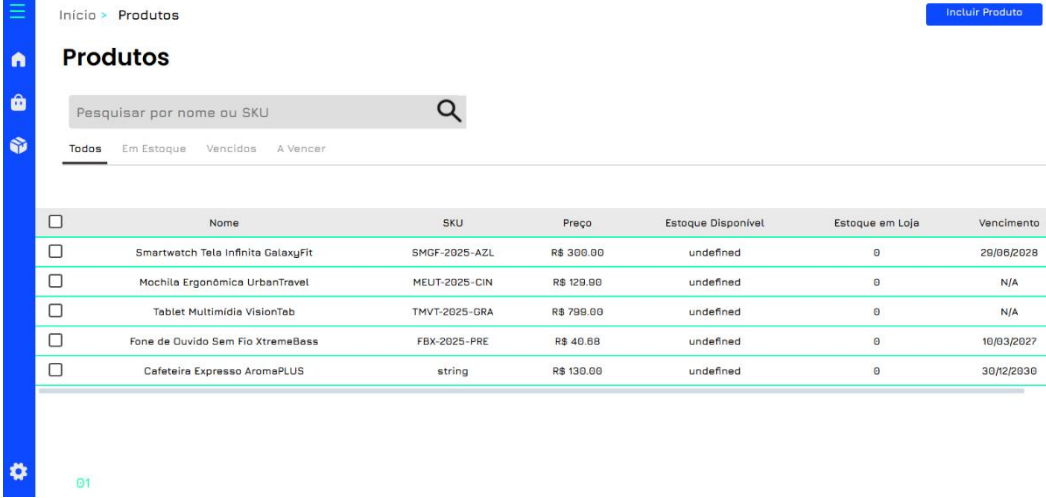 Início > Produtos
Incluir Produto
Produtos
Pesquisar por nome ou SKU
Todos Em Estoque Vencidos A Vencer
Nome SKU Preço Estoque Disponível Estoque em Loja Vencimento
Smartwatch Tela Infinita GalaxyFit SMGF-2025-AZL R$ 300.00 undefined 0 29/06/2028
Mochila Ergonômica UrbanTravel MEUT-2025-CIN R$ 129.90 undefined 0 N/A
Tablet Multimídia VisionTab TMVT-2025-GRA R$ 799.00 undefined 0 N/A
Fone de Ouvido Sem Fio XtremeBass FBX-2025-PRE R$ 40.68 undefined 0 10/03/2027
Cafeteira Expresso AromaPLUS string R$ 130.00 undefined 0 30/12/2030
01